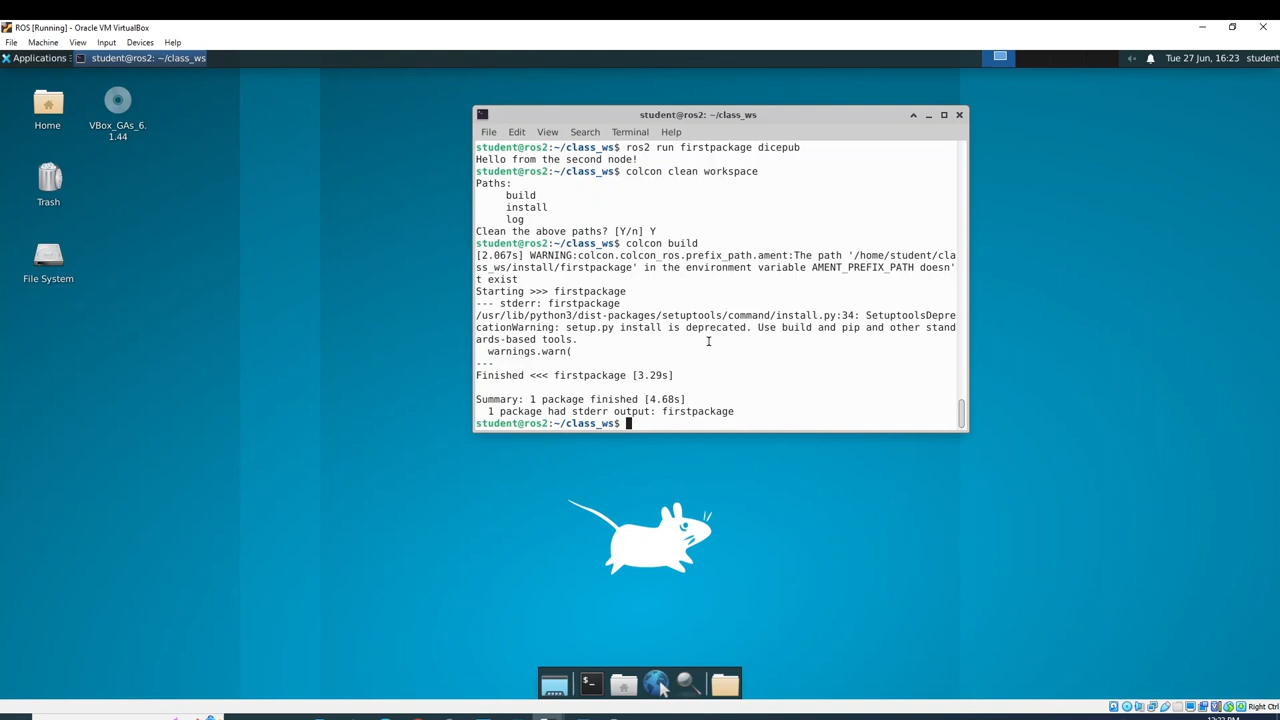 ROS [Running] - Oracle VM VirtualBox
File Machine View Input Devices Help
Applications student@ros2: ~/class_ws Tue 27 Jun, 16:23 student
Home
VBox_GAs_6.
1.44
Trash
File System
student@ros2: ~/class_ws
File Edit View Search Terminal Help
student@ros2:~/class_ws$ ros2 run firstpackage dicepub
Hello from the second node!
student@ros2:~/class_ws$ colcon clean workspace
Paths:
build
install
log
Clean the above paths? [Y/n] Y
student@ros2:~/class_ws$ colcon build
[2.067s] WARNING:colcon.colcon_ros.prefix_path.ament:The path '/home/student/cla
ss_ws/install/firstpackage' in the environment variable AMENT_PREFIX_PATH doesn'
t exist
Starting >>> firstpackage
--- stderr: firstpackage
/usr/lib/python3/dist-packages/setuptools/command/install.py:34: SetuptoolsDepre
cationWarning: setup.py install is deprecated. Use build and pip and other stand
ards-based tools.
warnings.warn(
---
Finished <<< firstpackage [3.29s]
Summary: 1 package finished [4.68s]
1 package had stderr output: firstpackage
student@ros2:~/class_ws$
$-
Right Ctrl